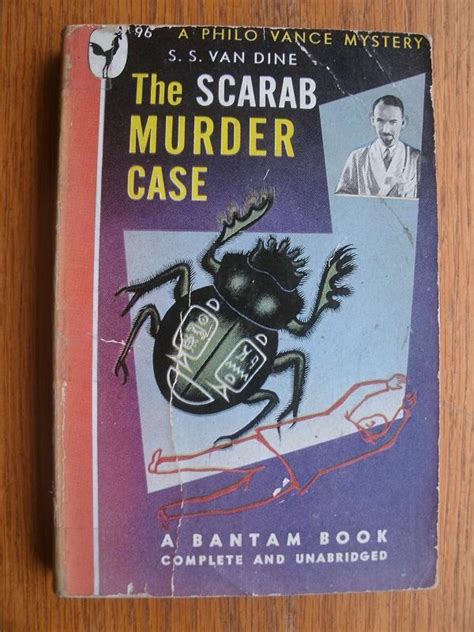 96 A PHILO VANCE MYSTERY
S. S. VAN DINE
The SCARAB
MURDER
CASE
A BANTAM BOOK
COMPLETE AND UNABRIDGED